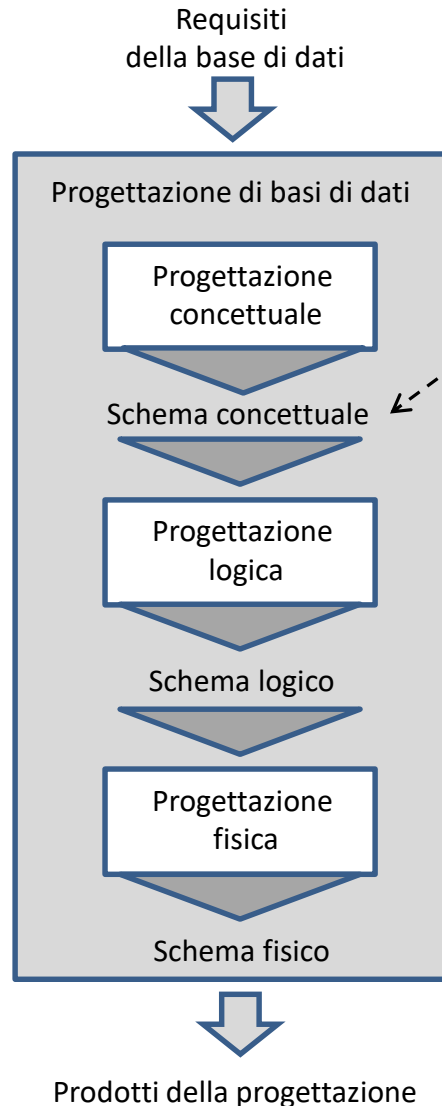 Requisiti
della base di dati
Progettazione di basi di dati
Progettazione
concettuale
Schema concettuale
Progettazione
logica
Schema logico
Progettazione
fisica
Schema fisico
Prodotti della progettazione